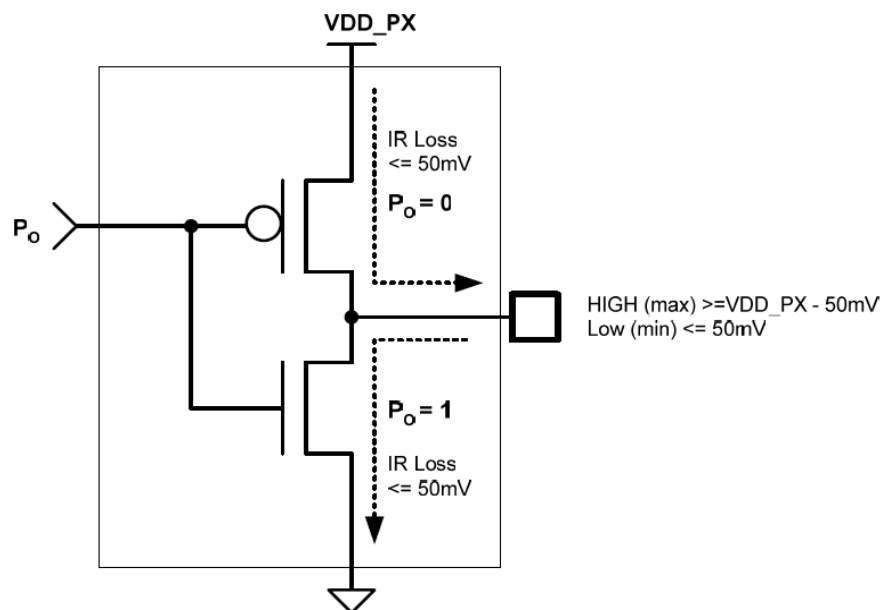 VDD_PX
IR Loss
<= 50mV
Po = 0
Po
HIGH (max) >=VDD_PX - 50mV
Low (min) <= 50mV
Po = 1
IR Loss
<= 50mV